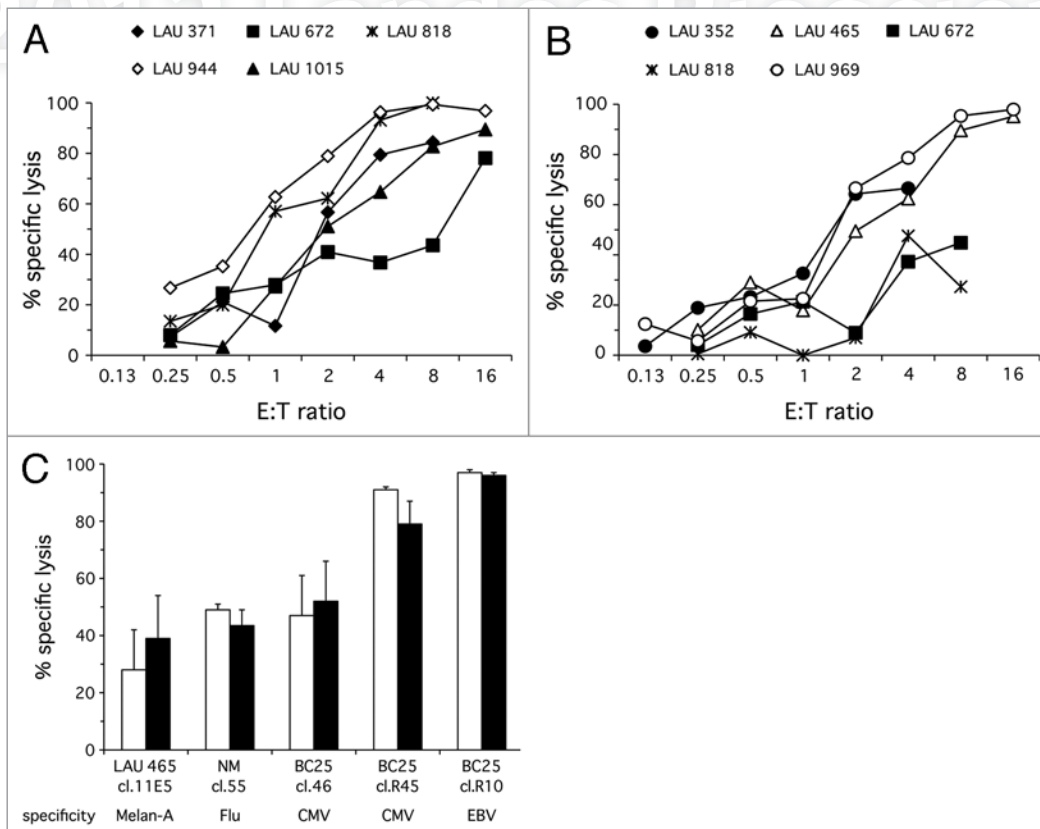 A
LAU 371 LAU 672 LAU 818
LAU 944 LAU 1015
% specific lysis
100
80
60
40
20
0
0.13 0.25 0.5 1 2 4 8 16
E:T ratio
B
LAU 352 LAU 465 LAU 672
LAU 818 LAU 969
% specific lysis
100
80
60
40
20
0
0.13 0.25 0.5 1 2 4 8 16
E:T ratio
C
% specific lysis
100
80
60
40
20
0
LAU 465 NM BC25 BC25 BC25
cl.11E5 cl.55 cl.46 cl.R45 cl.R10
specificity Melan-A Flu CMV CMV EBV